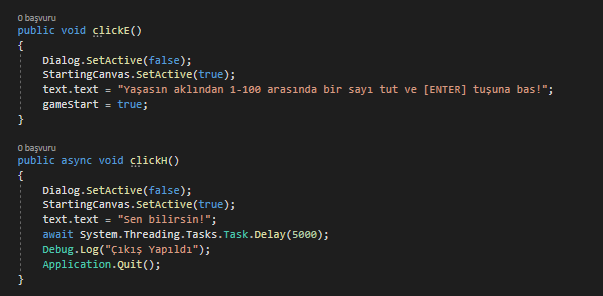 0 başvuru
public void clickE()
{
Dialog.SetActive(false);
StartingCanvas.SetActive(true);
text.text = "Yaşasın aklından 1-100 arasında bir sayı tut ve [ENTER] tuşuna bas!";
gameStart = true;
}
0 başvuru
public async void clickH()
{
Dialog.SetActive(false);
StartingCanvas.SetActive(true);
text.text = "Sen bilirsin!";
await System.Threading.Tasks.Task.Delay(5000);
Debug.Log("Çıkış Yapıldı");
Application.Quit();
}